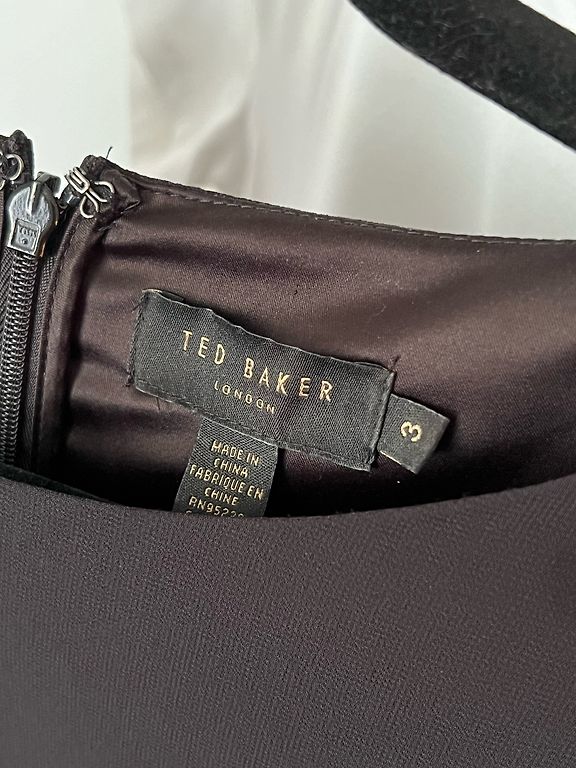 TED BAKER
LONDON
3
MADE IN
CHINA
FABRIQUE EN
CHINE